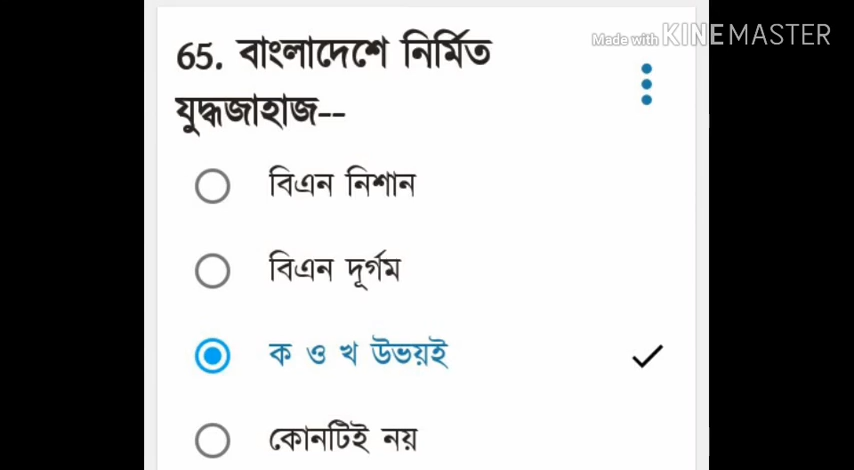 Made with KINEMASTER
65. বাংলাদেশে নির্মিত
যুদ্ধজাহাজ--
বিএন নিশান
বিএন দূর্গম
ক ও খ উভয়ই
কোনটিই নয়